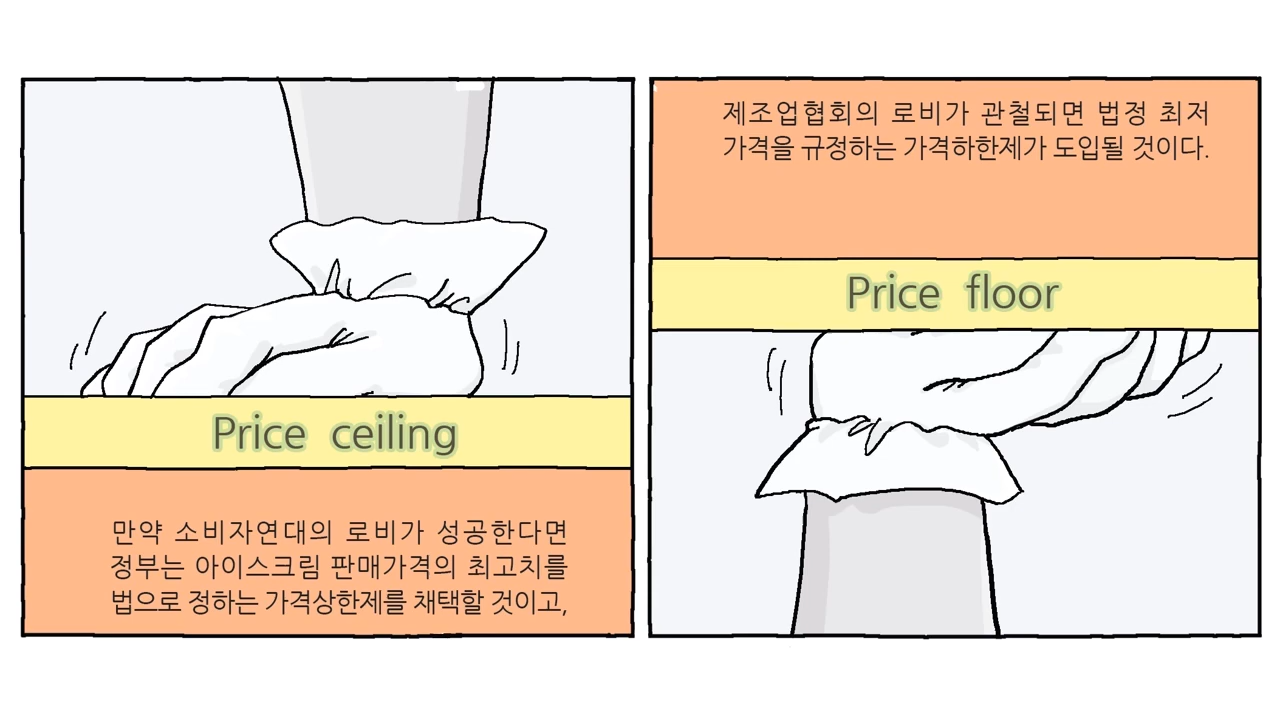 Price ceiling
만약 소비자연대의 로비가 성공한다면
정부는 아이스크림 판매가격의 최고치를
법으로 정하는 가격상한제를 채택할 것이고,
제조업협회의 로비가 관철되면 법정 최저
가격을 규정하는 가격하한제가 도입될 것이다.
Price floor